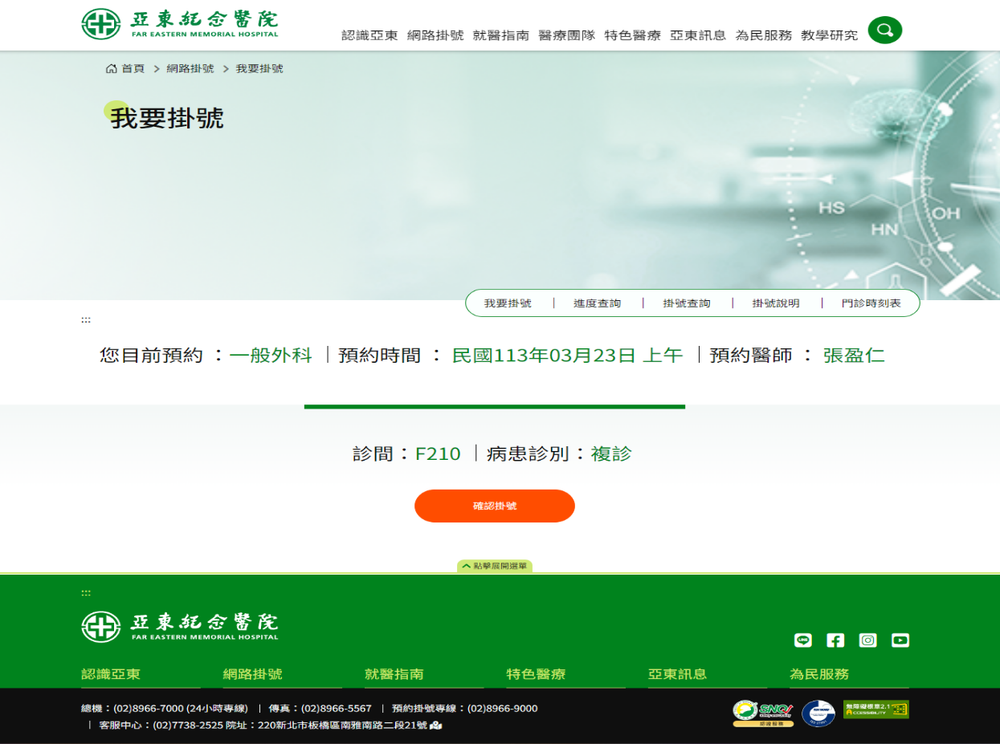 亞東紀念醫院
FAR EASTERN MEMORIAL HOSPITAL
認識亞東 網路掛號 就醫指南 醫療團隊 特色醫療 亞東訊息 為民服務 教學研究
首頁 > 網路掛號 > 我要掛號
我要掛號
HS
OH
HN
我要掛號 | 進度查詢 | 掛號查詢 | 掛號說明 | 門診時刻表
:::
您目前預約 ：一般外科 ｜預約時間 ： 民國113年03月23日 上午 ｜預約醫師 ： 張盈仁
診間：F210 ｜病患診別：複診
確認掛號
點擊展開選單
:::
亞東紀念醫院
FAR EASTERN MEMORIAL HOSPITAL
LINE
認識亞東 網路掛號 就醫指南 特色醫療 亞東訊息 為民服務
總機：(02)8966-7000 (24小時專線) ｜ 傳真：(02)8966-5567 ｜ 預約掛號專線：(02)8966-9000
｜ 客服中心：(02)7738-2525 院址：220新北市板橋區南雅南路二段21號
SNQ
認證服務
無障礙標章2.1
ACCESSIBILITY